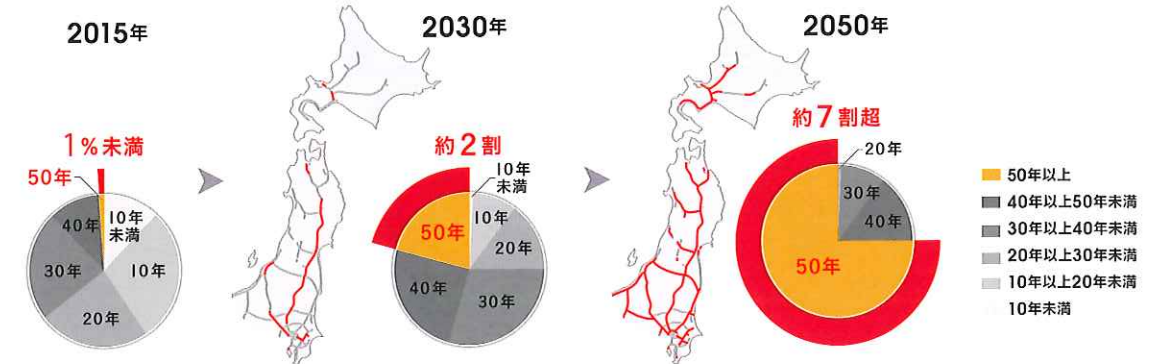 2015年
1%未満
50年
10年
未満
10年
20年
30年
40年
2030年
約2割
10年
未満
10年
20年
30年
40年
50年
2050年
約7割超
20年
30年
40年
50年
50年以上
40年以上50年未満
30年以上40年未満
20年以上30年未満
10年以上20年未満
10年未満